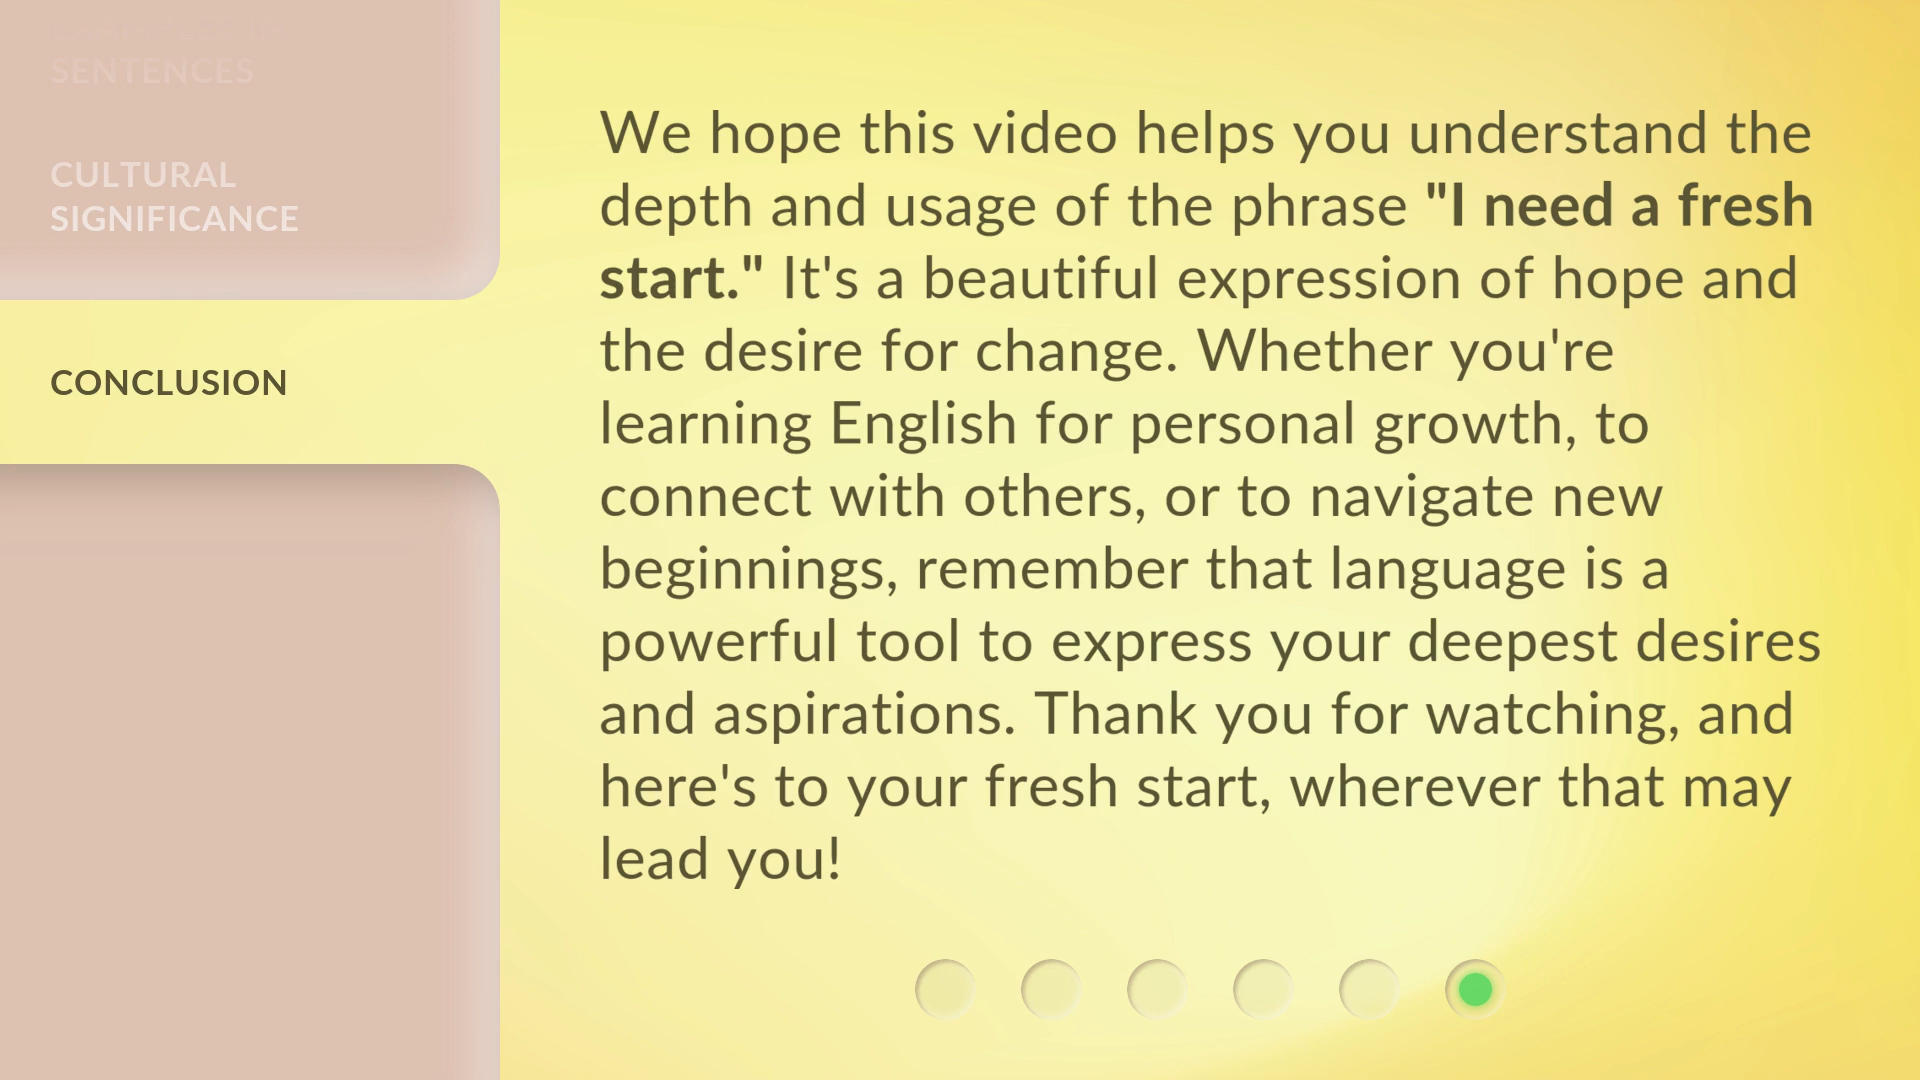 SENTENCES
CULTURAL
SIGNIFICANCE
CONCLUSION
We hope this video helps you understand the
depth and usage of the phrase "I need a fresh
start." It's a beautiful expression of hope and
the desire for change. Whether you're
learning English for personal growth, to
connect with others, or to navigate new
beginnings, remember that language is a
powerful tool to express your deepest desires
and aspirations. Thank you for watching, and
here's to your fresh start, wherever that may
lead you!